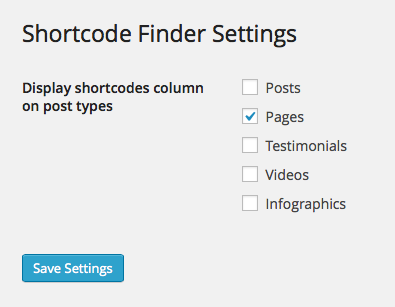 Shortcode Finder Settings
Display shortcodes column
on post types
Posts
Pages
Testimonials
Videos
Infographics
Save Settings